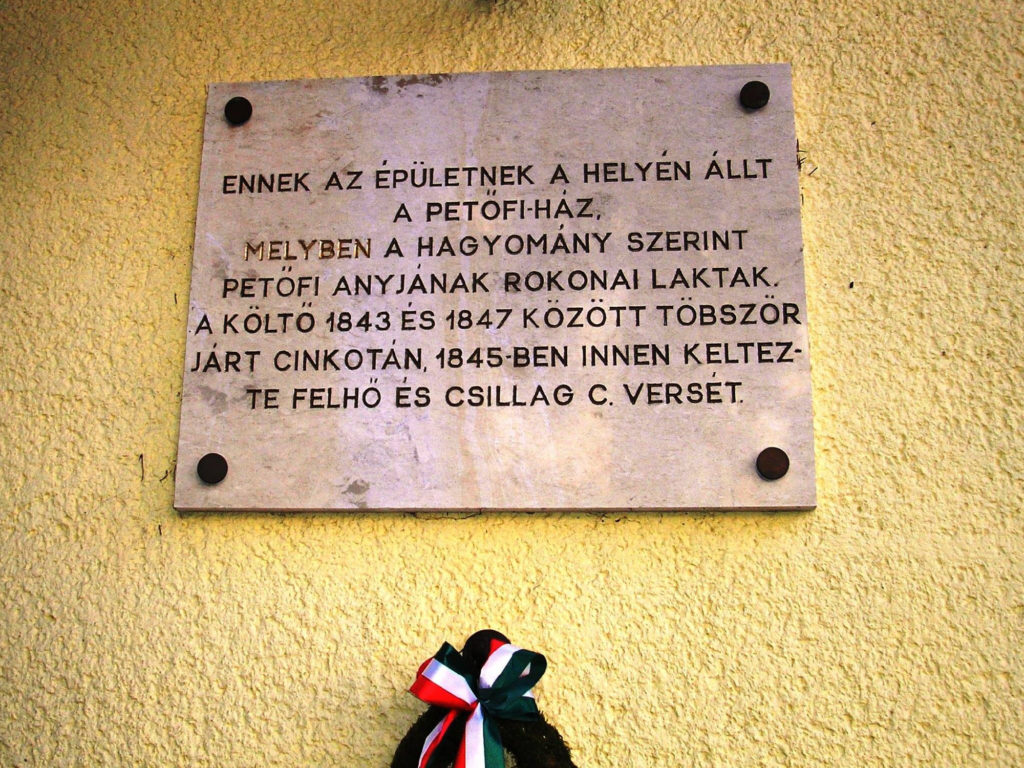 ENNEK AZ ÉPÜLETNEK A HELYÉN ÁLLT
A PETŐFI-HÁZ,
MELYBEN A HAGYOMÁNY SZERINT
PETŐFI ANYJÁNAK ROKONAI LAKTAK.
A KÖLTŐ 1843 ÉS 1847 KÖZÖTT TÖBSZÖR
JÁRT CINKOTÁN, 1845-BEN INNEN KELTEZ-
TE FELHŐ ÉS CSILLAG C. VERSÉT.